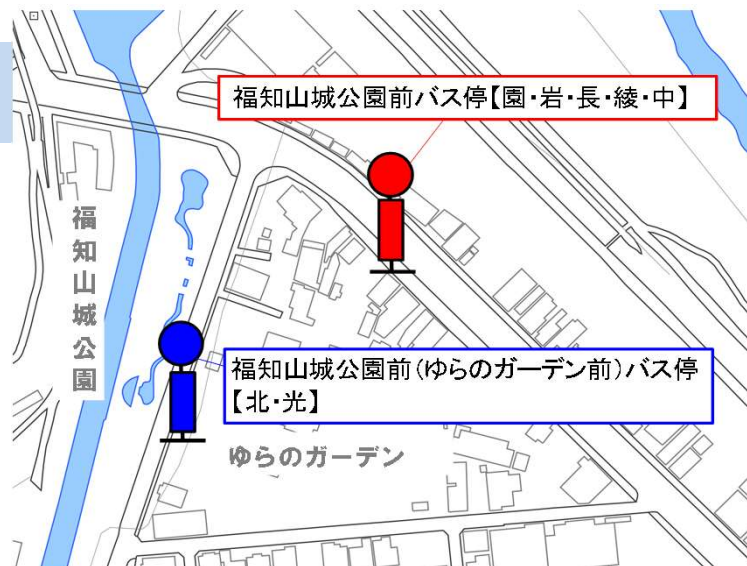 福知山城公園前バス停【園・岩・長・綾・中】
福知山城公園
福知山城公園前(ゆらのガーデン前)バス停
【北・光】
ゆらのガーデン